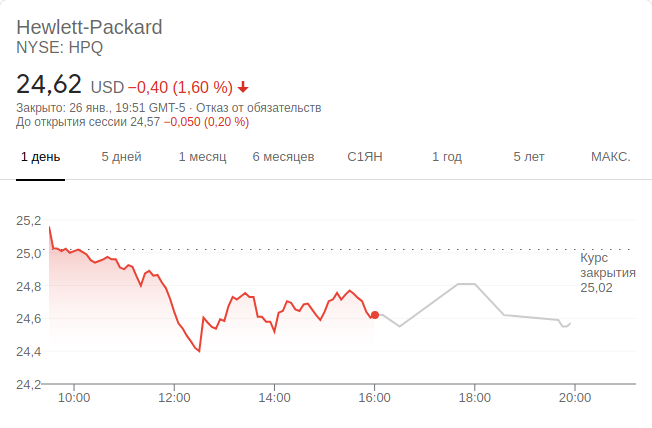 Hewlett-Packard
NYSE: HPQ
24,62 USD −0,40 (1,60 %)
Закрыто: 26 янв., 19:51 GMT-5 · Отказ от обязательств
До открытия сессии 24,57 −0,050 (0,20 %)
1 день 5 дней 1 месяц 6 месяцев С1ЯН 1 год 5 лет МАКС.
25,2
25,0
24,8
24,6
24,4
24,2
Курс
закрытия
25,02
10:00 12:00 14:00 16:00 18:00 20:00